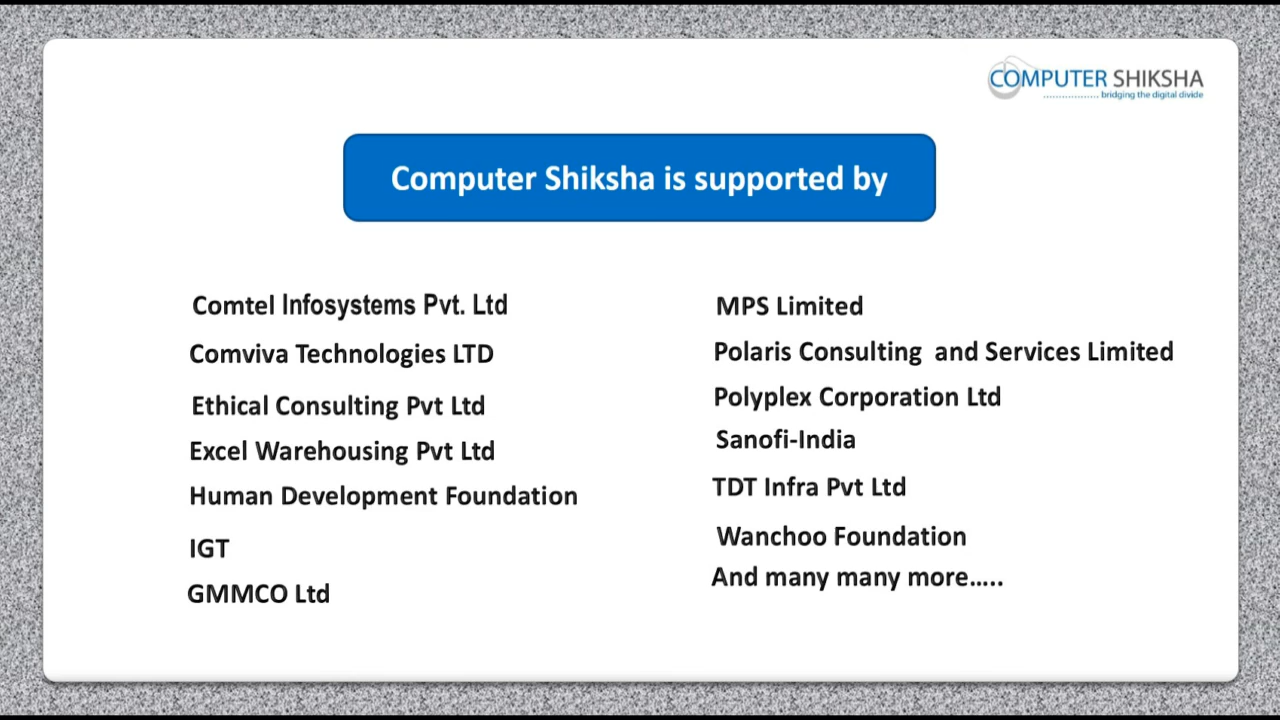 COMPUTER SHIKSHA
.................. bridging the digital divide
Computer Shiksha is supported by
Comtel Infosystems Pvt. Ltd
Comviva Technologies LTD
Ethical Consulting Pvt Ltd
Excel Warehousing Pvt Ltd
Human Development Foundation
IGT
GMMCO Ltd
MPS Limited
Polaris Consulting  and Services Limited
Polyplex Corporation Ltd
Sanofi-India
TDT Infra Pvt Ltd
Wanchoo Foundation
And many many more…..